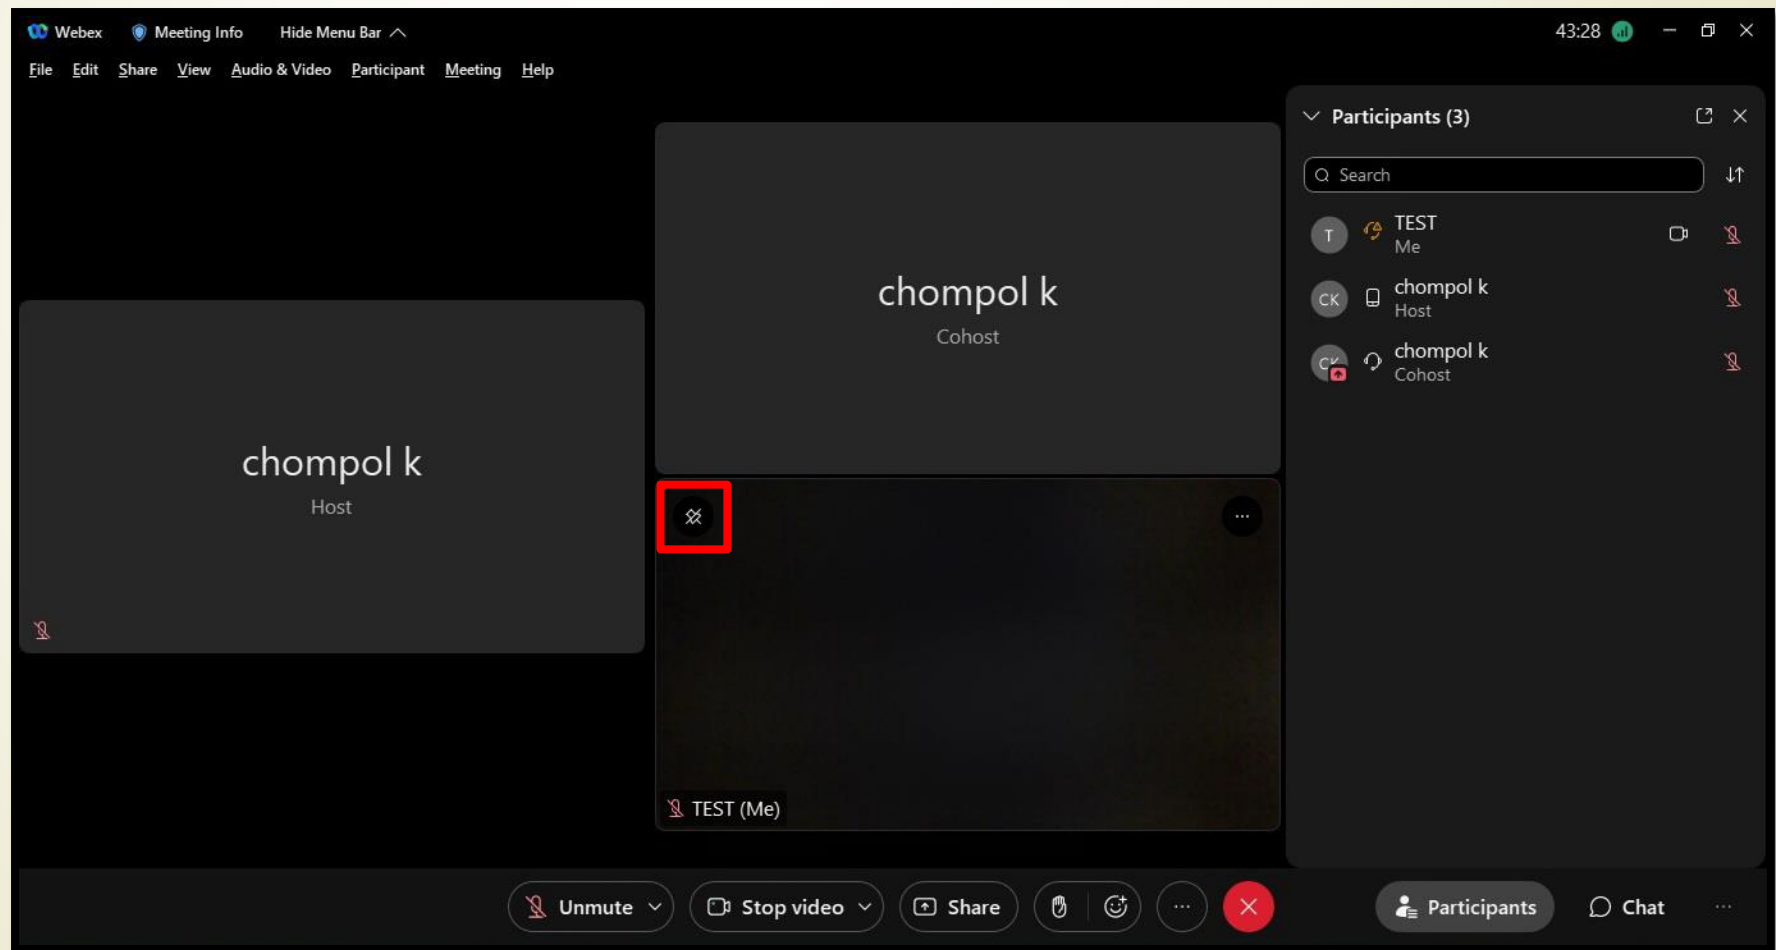 Webex Meeting Info Hide Menu Bar 43:28
File Edit Share View Audio & Video Participant Meeting Help
Participants (3)
Search
T TEST
Me
CK chompol k
Host
CK chompol k
Cohost
chompol k
Cohost
chompol k
Host
TEST (Me)
Unmute Stop video Share Participants Chat